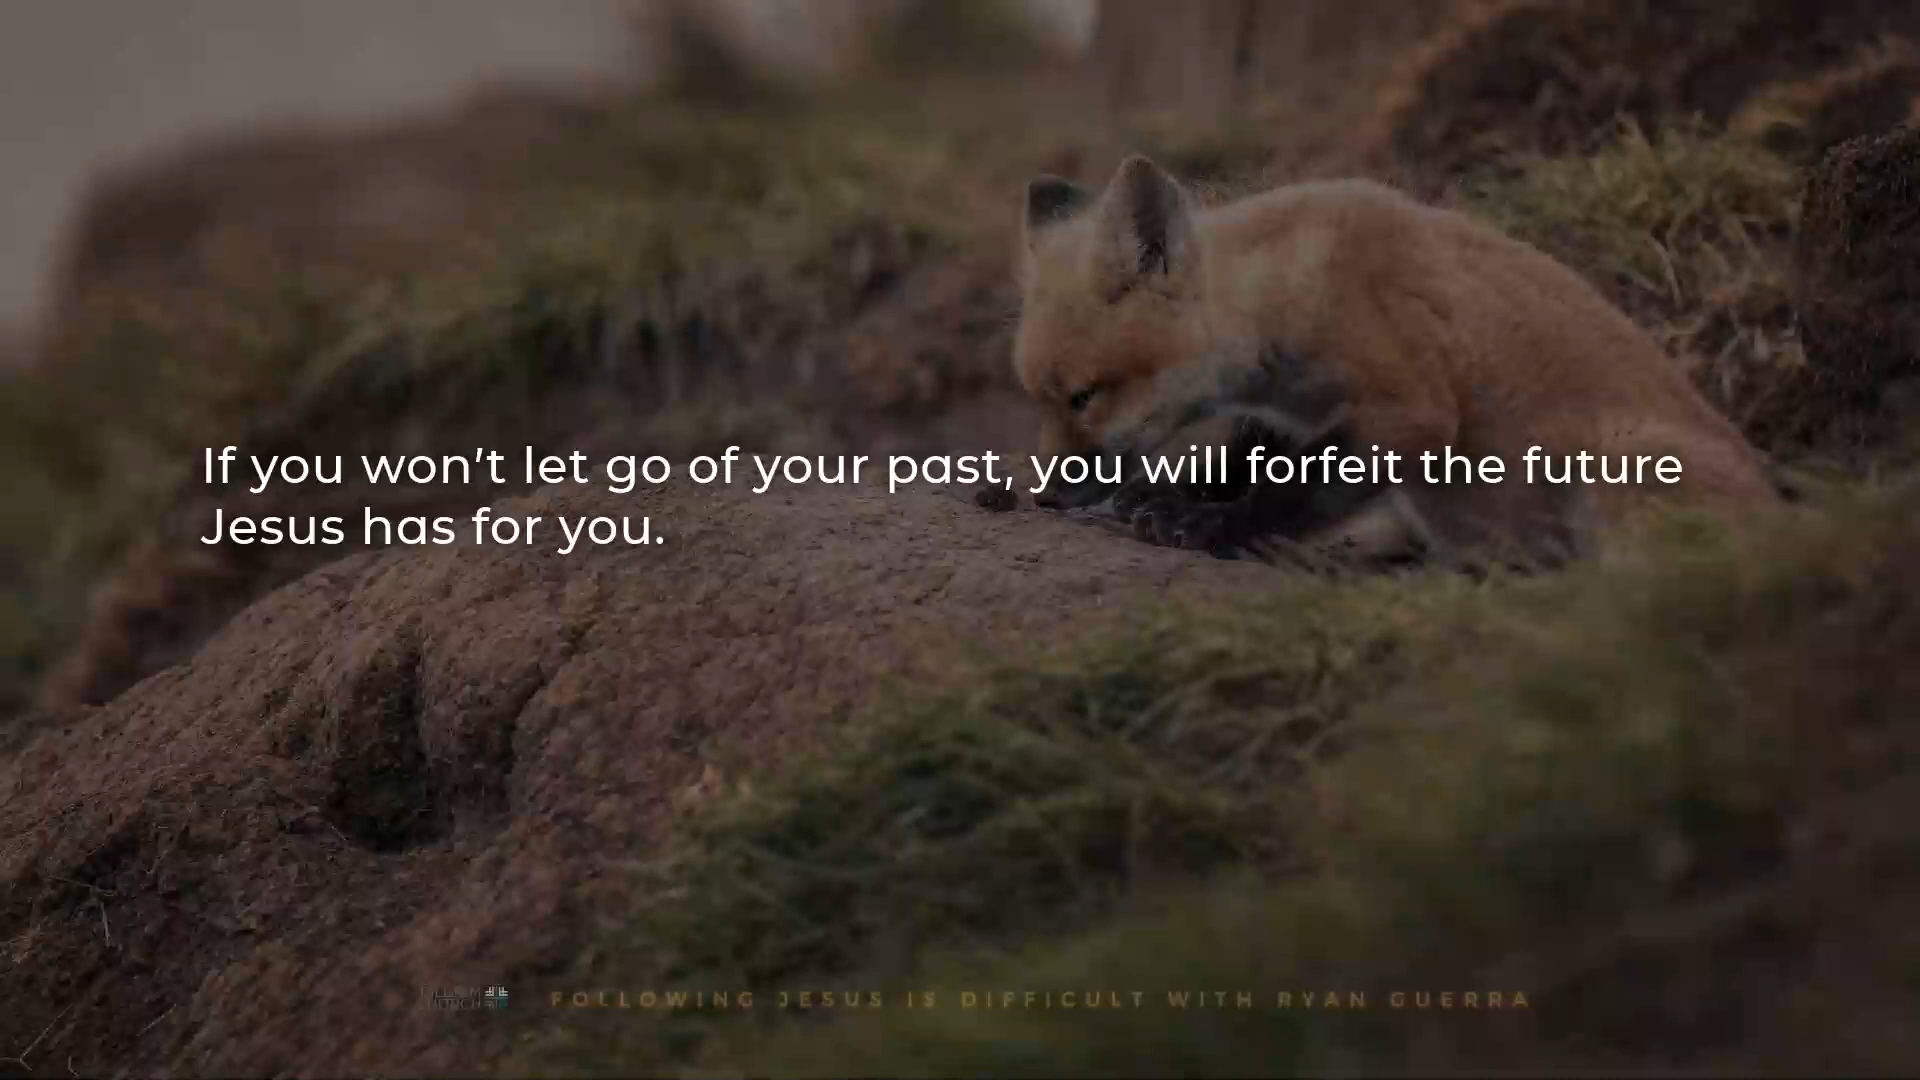 If you won't let go of your past, you will forfeit the future
Jesus has for you.
FOLLOWING JESUS IS DIFFICULT WITH RYAN GUERRA